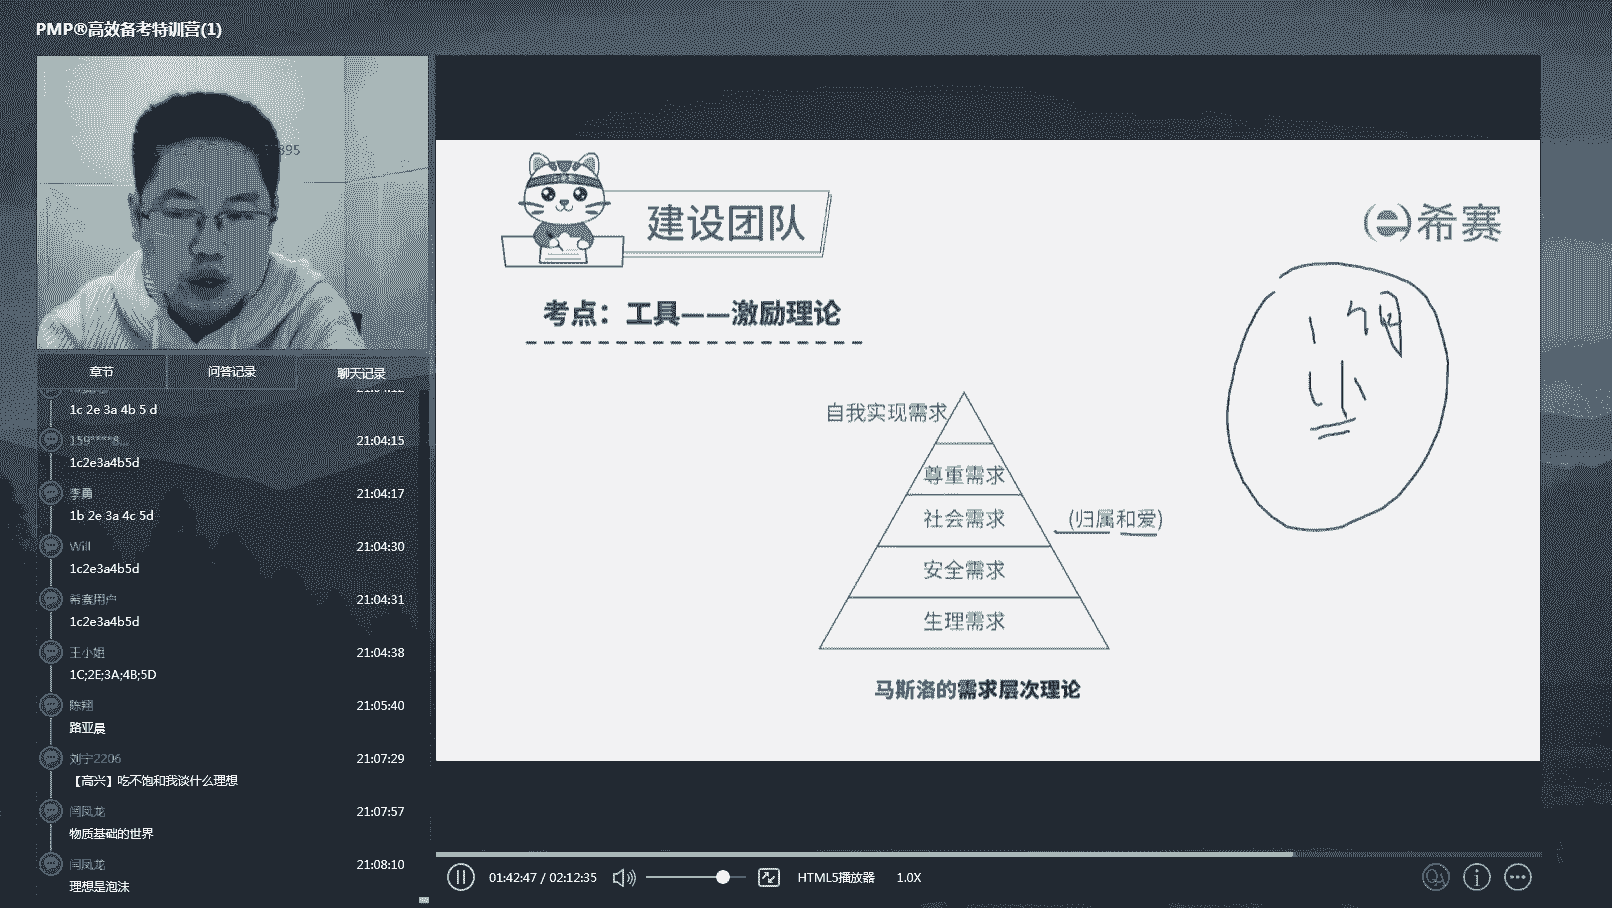 PMP®高效备考特训营(1)
895
章节
问答记录
聊天记录
1c 2e 3a 4b 5 d
159****8...
21:04:15
1c2e3a4b5d
李勇
21:04:17
1b 2e 3a 4c 5d
Will
21:04:30
1c2e3a4b5d
希赛用户
21:04:31
1c2e3a4b5d
王小妲
21:04:38
1C;2E;3A;4B;5D
陈翔
21:05:40
路亚晨
刘宁2206
21:07:29
【高兴】吃不饱和我谈什么理想
闫凤龙
21:07:57
物质基础的世界
闫凤龙
21:08:10
理想是泡沫
建设团队
希赛
考点：工具——激励理论
自我实现需求
尊重需求
社会需求
(归属和爱)
安全需求
生理需求
马斯洛的需求层次理论
01:42:47 / 02:12:35
HTML5播放器
1.0X